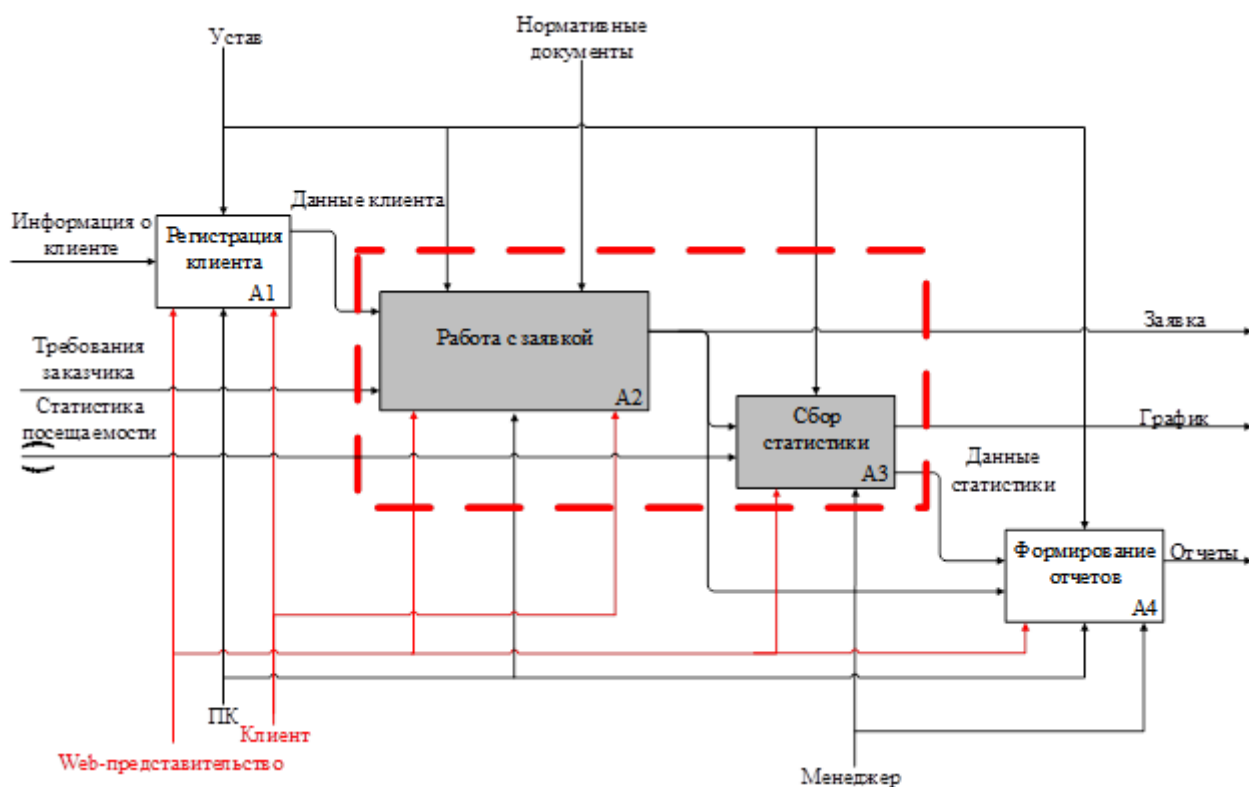 Устав
Нормативные
документы
Данные клиента
Информация о
клиенте
Регистрация
клиента
A1
Работа с заявкой
A2
Заявка
Требования
заказчика
Статистика
посещаемости
Сбор
статистики
A3
График
Данные
статистики
Формирование
отчетов
A4
Отчеты
ПК
Клиент
Web-представительство
Менеджер